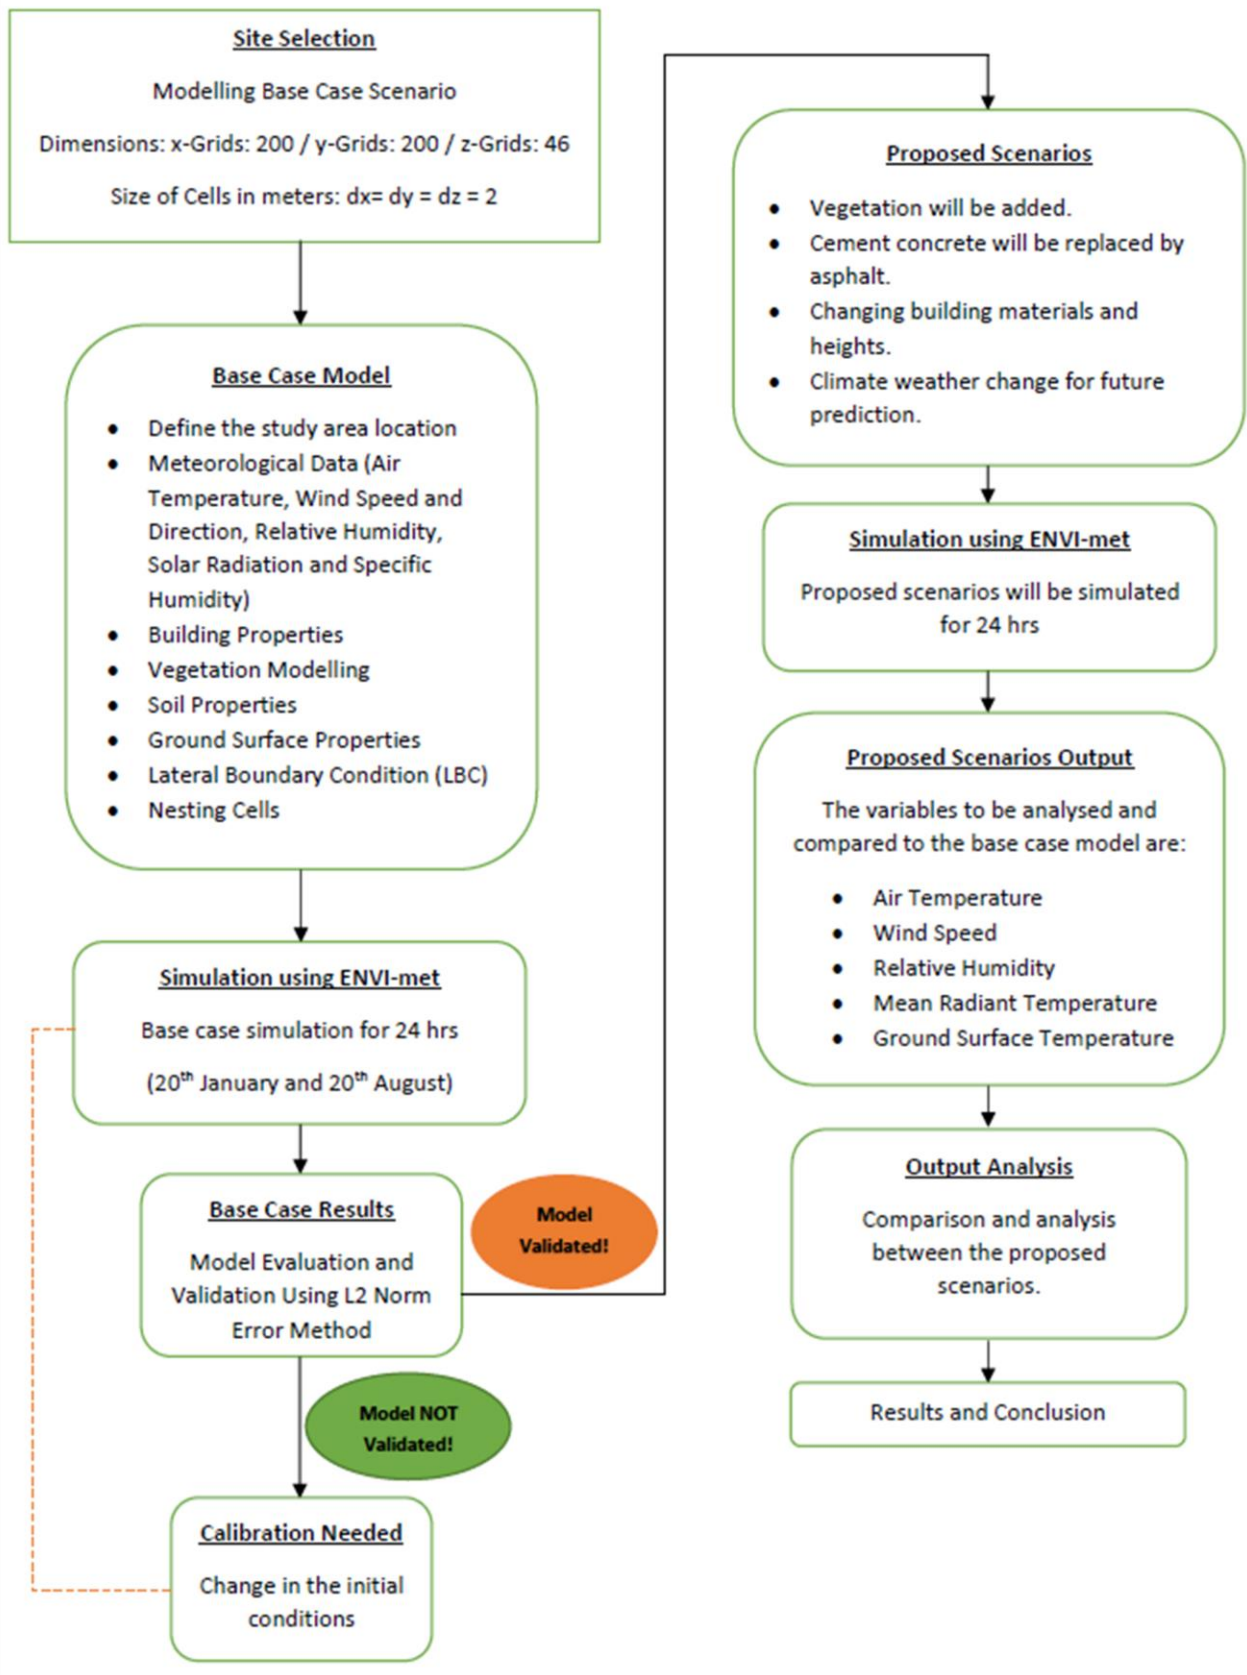 Site Selection
Modelling Base Case Scenario
Dimensions: x-Grids: 200 / y-Grids: 200 / z-Grids: 46
Size of Cells in meters: dx= dy = dz = 2
Base Case Model
• Define the study area location
• Meteorological Data (Air
Temperature, Wind Speed and
Direction, Relative Humidity,
Solar Radiation and Specific
Humidity)
• Building Properties
• Vegetation Modelling
• Soil Properties
• Ground Surface Properties
• Lateral Boundary Condition (LBC)
• Nesting Cells
Simulation using ENVI-met
Base case simulation for 24 hrs
(20th January and 20th August)
Base Case Results
Model Evaluation and
Validation Using L2 Norm
Error Method
Model
Validated!
Model NOT
Validated!
Calibration Needed
Change in the initial
conditions
Proposed Scenarios
• Vegetation will be added.
• Cement concrete will be replaced by
asphalt.
• Changing building materials and
heights.
• Climate weather change for future
prediction.
Simulation using ENVI-met
Proposed scenarios will be simulated
for 24 hrs
Proposed Scenarios Output
The variables to be analysed and
compared to the base case model are:
• Air Temperature
• Wind Speed
• Relative Humidity
• Mean Radiant Temperature
• Ground Surface Temperature
Output Analysis
Comparison and analysis
between the proposed
scenarios.
Results and Conclusion